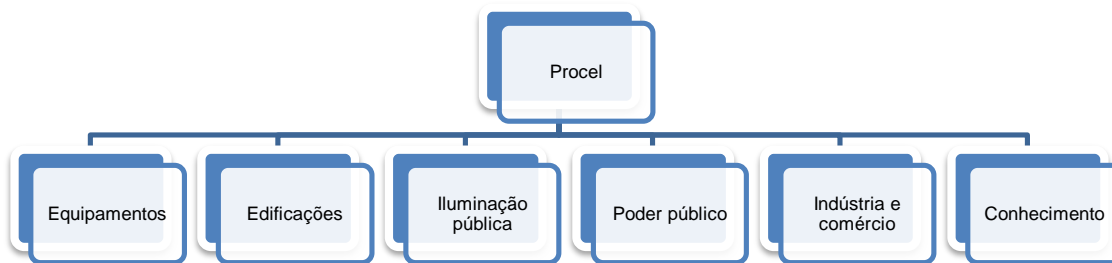 Procel
Equipamentos
Edificações
Iluminação
pública
Poder público
Indústria e
comércio
Conhecimento